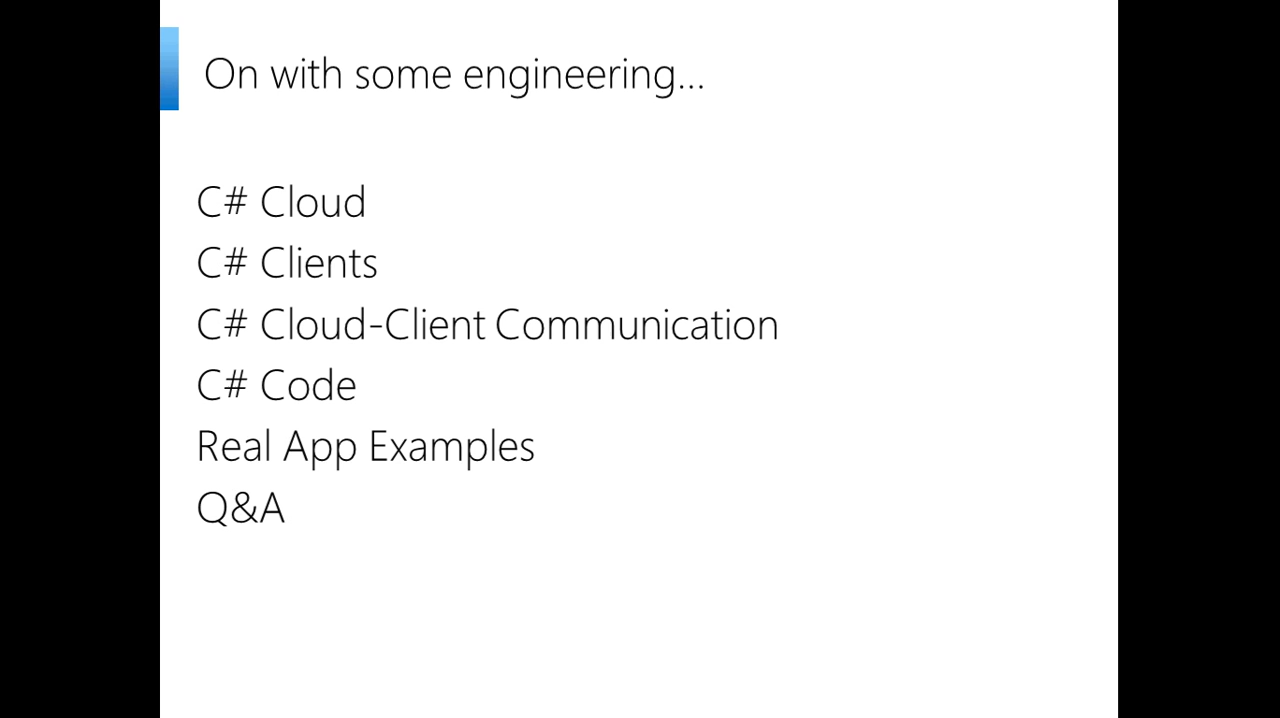 On with some engineering...
C# Cloud
C# Clients
C# Cloud-Client Communication
C# Code
Real App Examples
Q&A